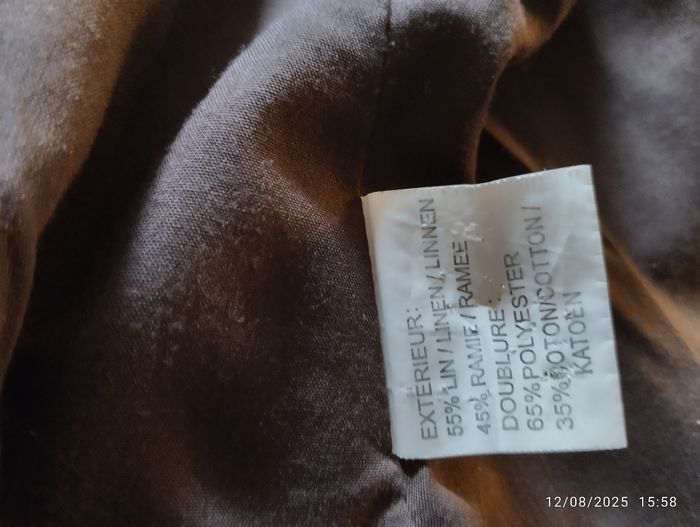 EXTÉRIEUR:
55% LIN / LINEN / LINNEN
45% RAMIE / RAMEE
DOUBLURE :
65%POLYESTER
35%COTON/COTTON /
KATOEN
12/08/2025 15:58